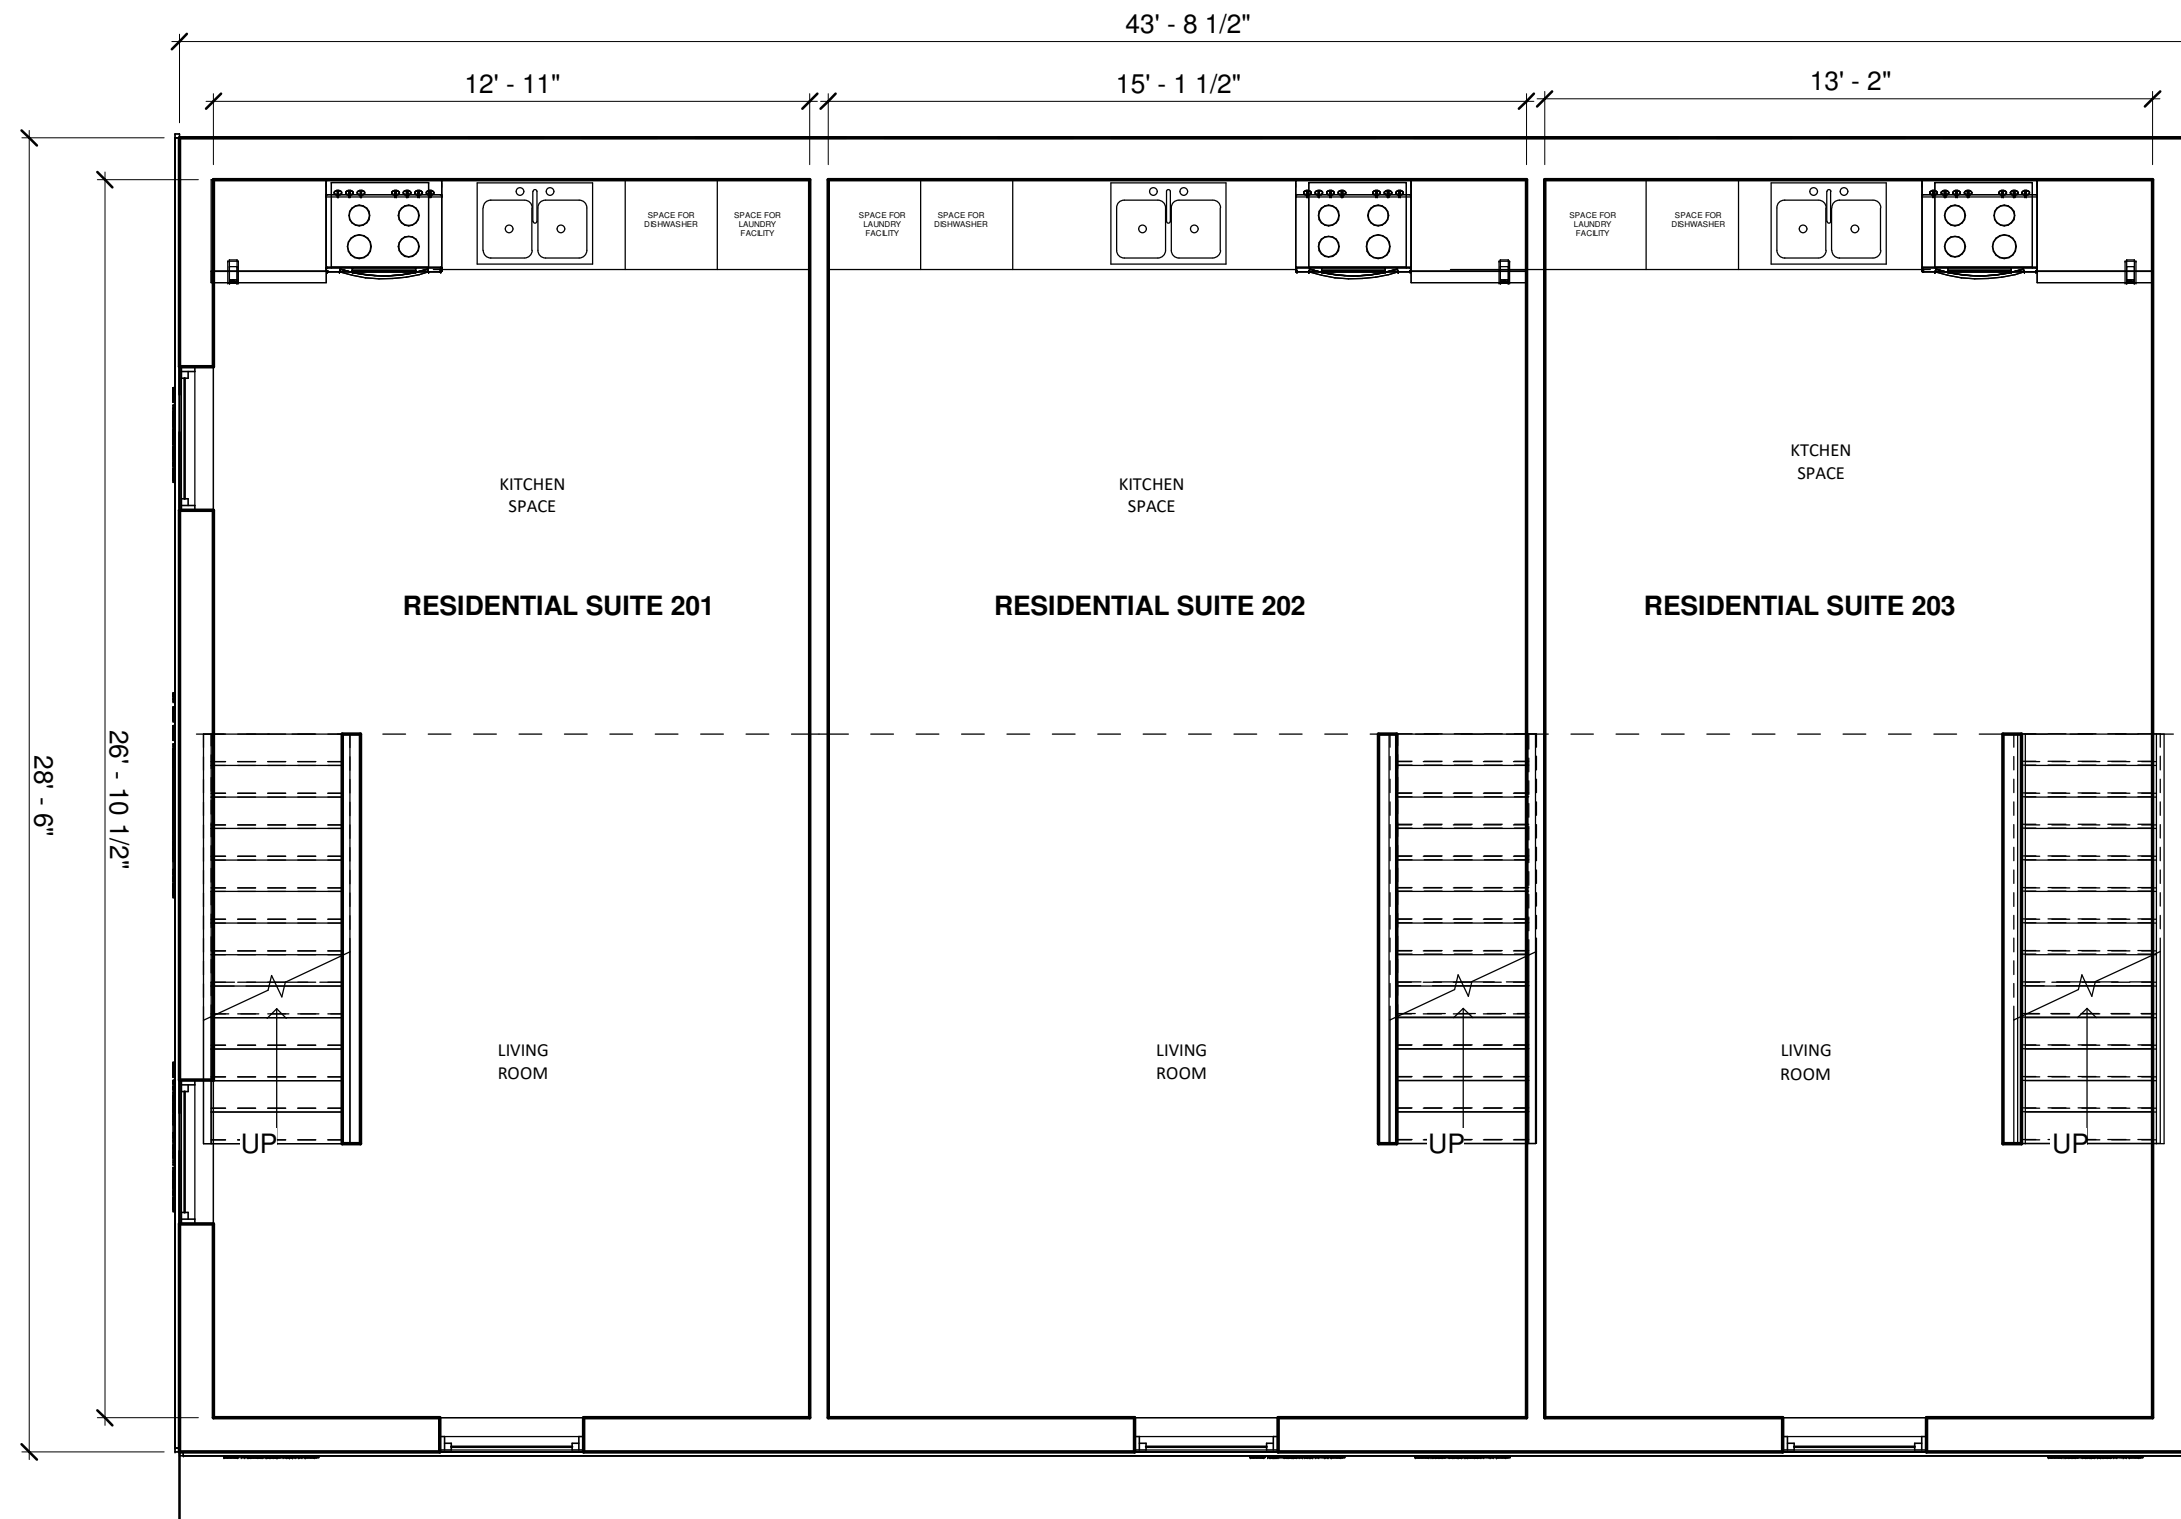 43' - 8 1/2"
12' - 11"
15' - 1 1/2"
13' - 2"
SPACE FOR
DISHWASHER
SPACE FOR
LAUNDRY
FACILITY
SPACE FOR
LAUNDRY
FACILITY
SPACE FOR
DISHWASHER
SPACE FOR
LAUNDRY
FACILITY
SPACE FOR
DISHWASHER
KITCHEN
SPACE
KITCHEN
SPACE
KTCHEN
SPACE
RESIDENTIAL SUITE 201
RESIDENTIAL SUITE 202
RESIDENTIAL SUITE 203
28' - 6"
26' - 10 1/2"
LIVING
ROOM
LIVING
ROOM
LIVING
ROOM
UP
UP
UP